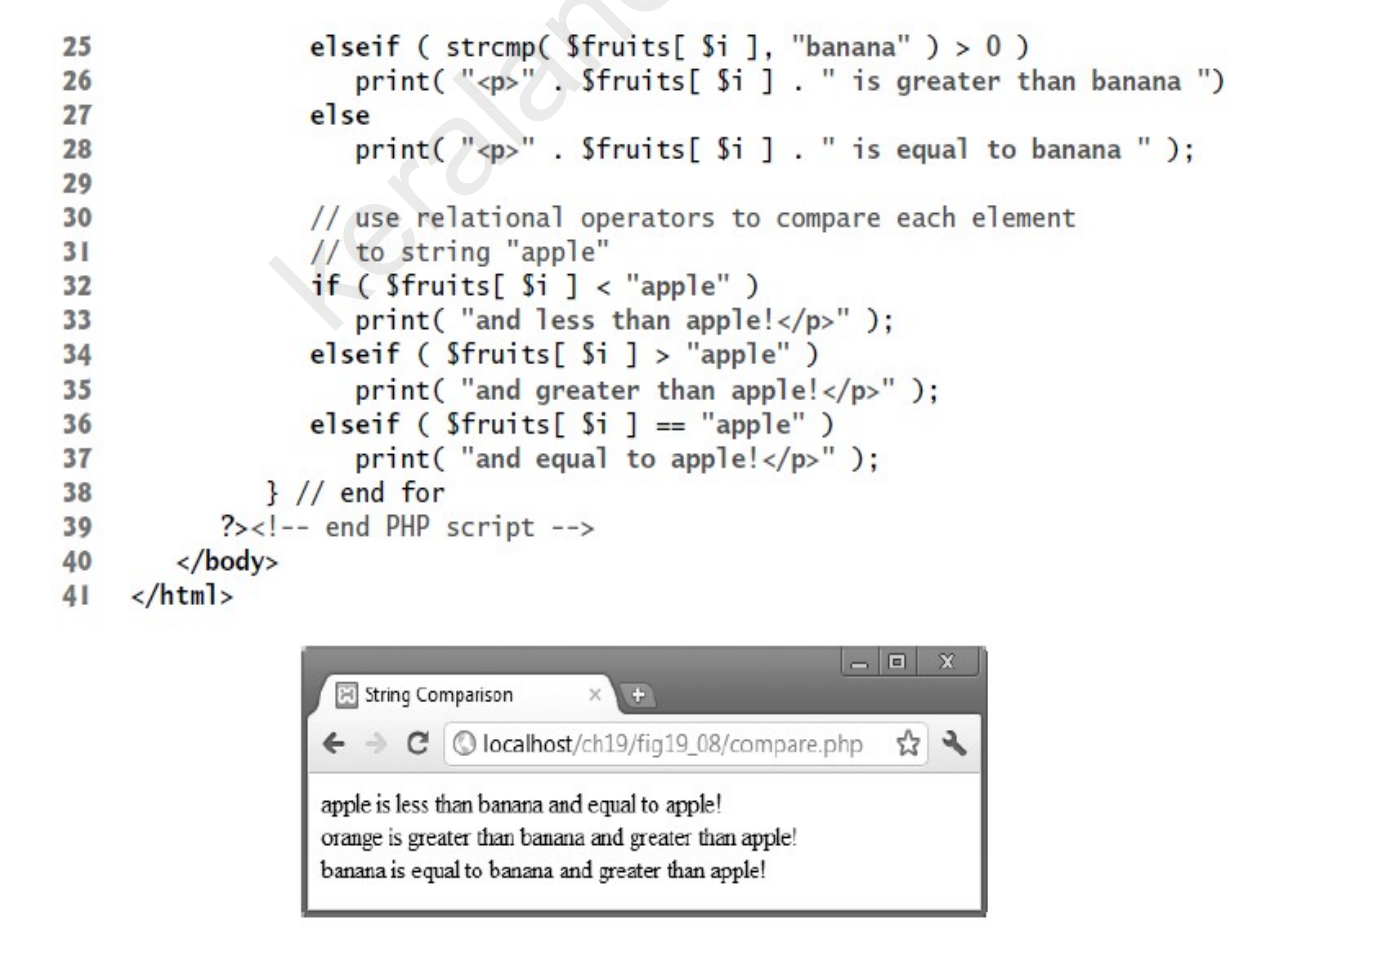 25 elseif ( strcmp( $fruits[ $i ], "banana" ) > 0 )
26 print( "<p>" . $fruits[ $i ] . " is greater than banana ")
27 else
28 print( "<p>" . $fruits[ $i ] . " is equal to banana " );
29
30 // use relational operators to compare each element
31 // to string "apple"
32 if ( $fruits[ $i ] < "apple" )
33 print( "and less than apple!</p>" );
34 elseif ( $fruits[ $i ] > "apple" )
35 print( "and greater than apple!</p>" );
36 elseif ( $fruits[ $i ] == "apple" )
37 print( "and equal to apple!</p>" );
38 } // end for
39 ?><!-- end PHP script -->
40 </body>
41 </html>
String Comparison
localhost/ch19/fig19_08/compare.php
apple is less than banana and equal to apple!
orange is greater than banana and greater than apple!
banana is equal to banana and greater than apple!